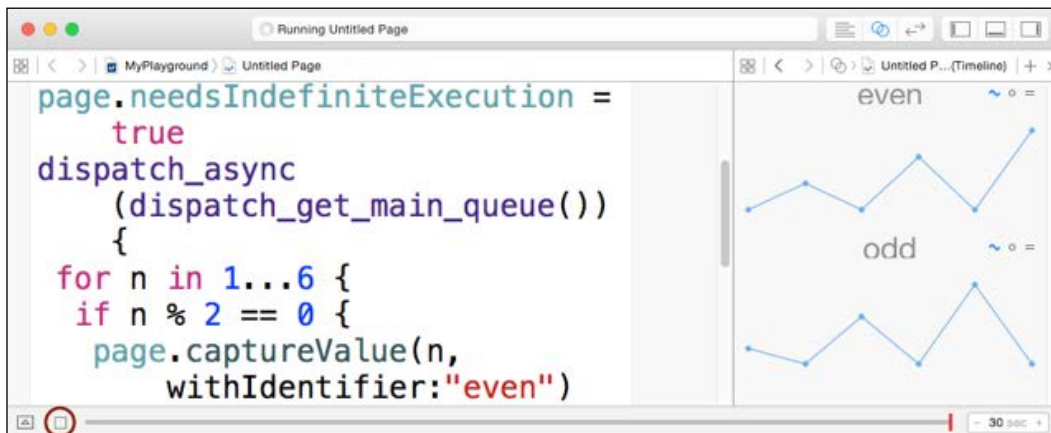 Running Untitled Page
MyPlayground
Untitled Page
Untitled P...(Timeline)
page.needsIndefiniteExecution =
true
dispatch_async
(dispatch_get_main_queue())
{
for n in 1...6 {
if n % 2 == 0 {
page.captureValue(n,
withIdentifier:"even")
even
odd
- 30 sec +